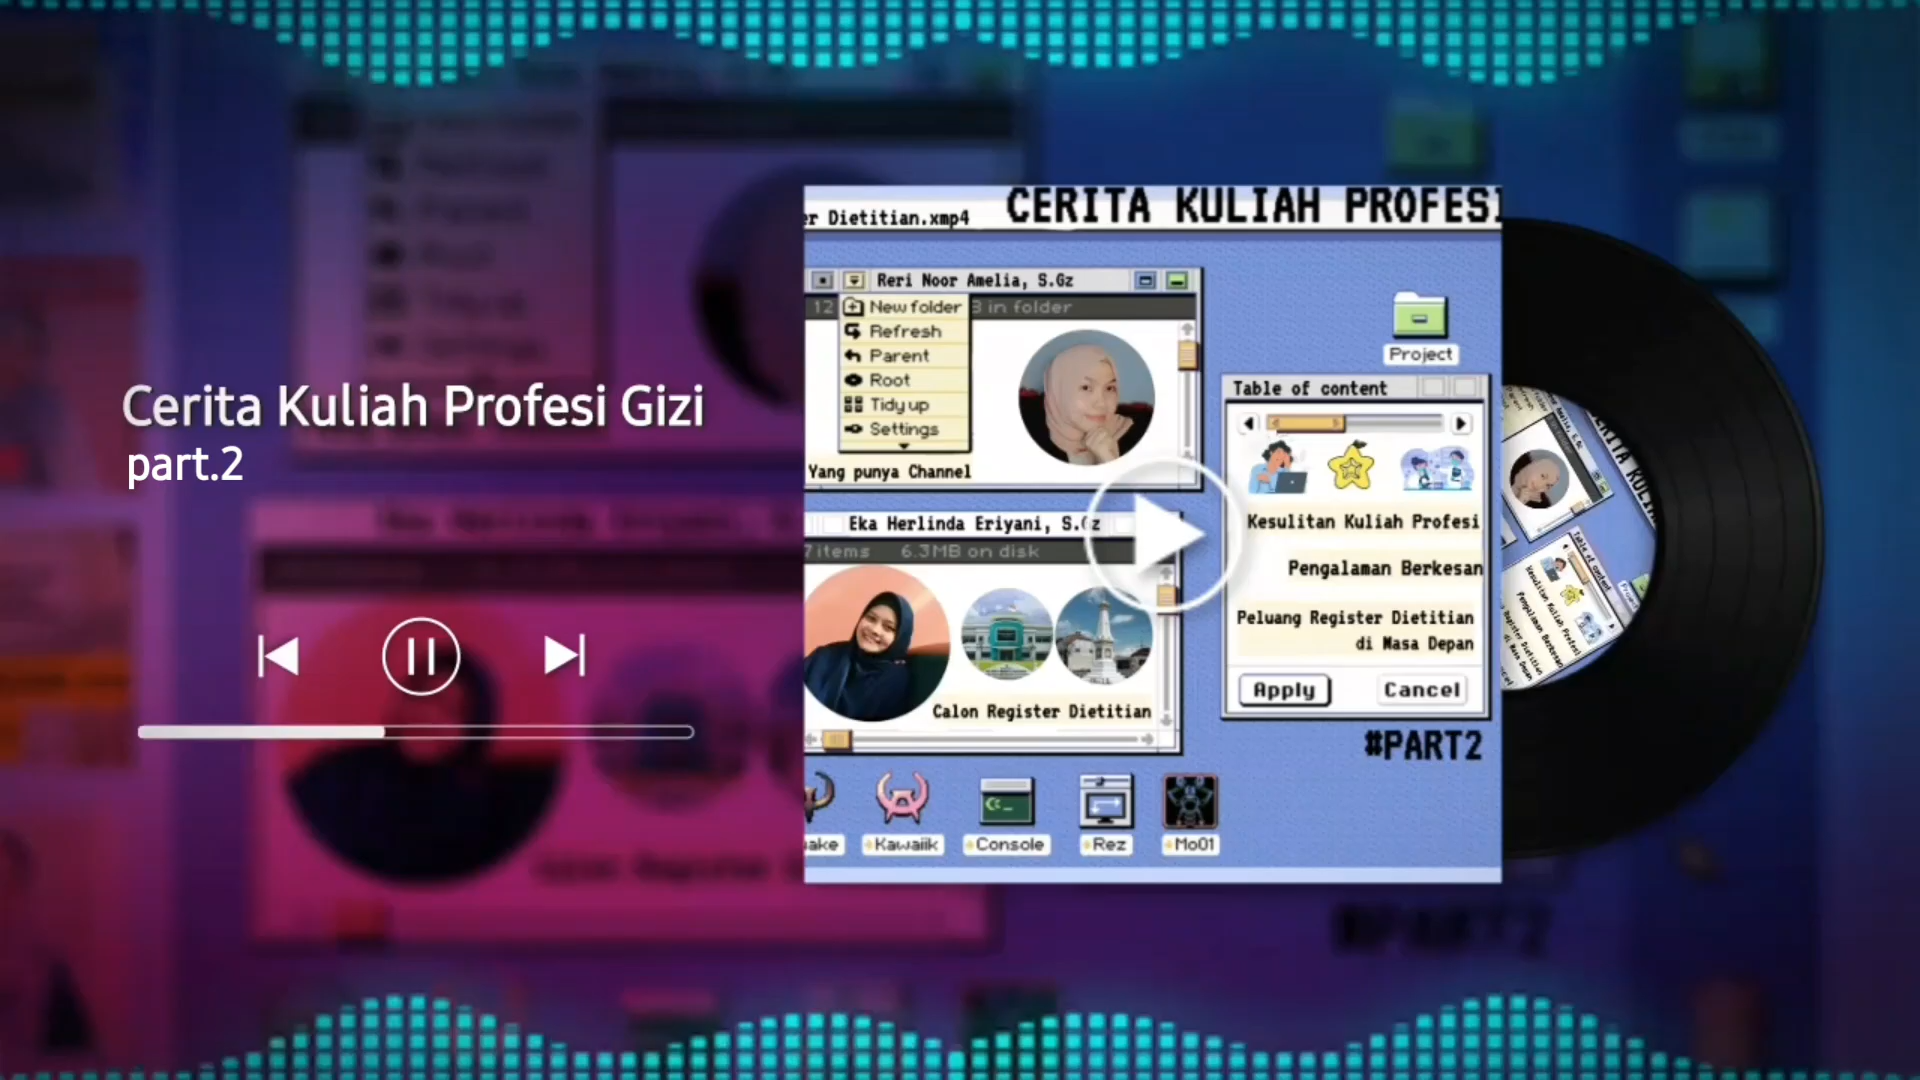 Cerita Kuliah Profesi Gizi
part.2
er Dietitian.xmp4
CERITA KULIAH PROFESI
Reri Noor Amelia, S.Gz
12
in folder
New folder
Refresh
Parent
Root
Tidy up
Settings
Yang punya Channel
Project
Table of content
Kesulitan Kuliah Profesi
Pengalaman Berkesan
Peluang Register Dietitian
di Masa Depan
Apply
Cancel
Eka Herlinda Eriyani, S.Gz
7 items 6.3MB on disk
Calon Register Dietitian
#PART2
ake
Kawaiik
Console
Rez
Mo01